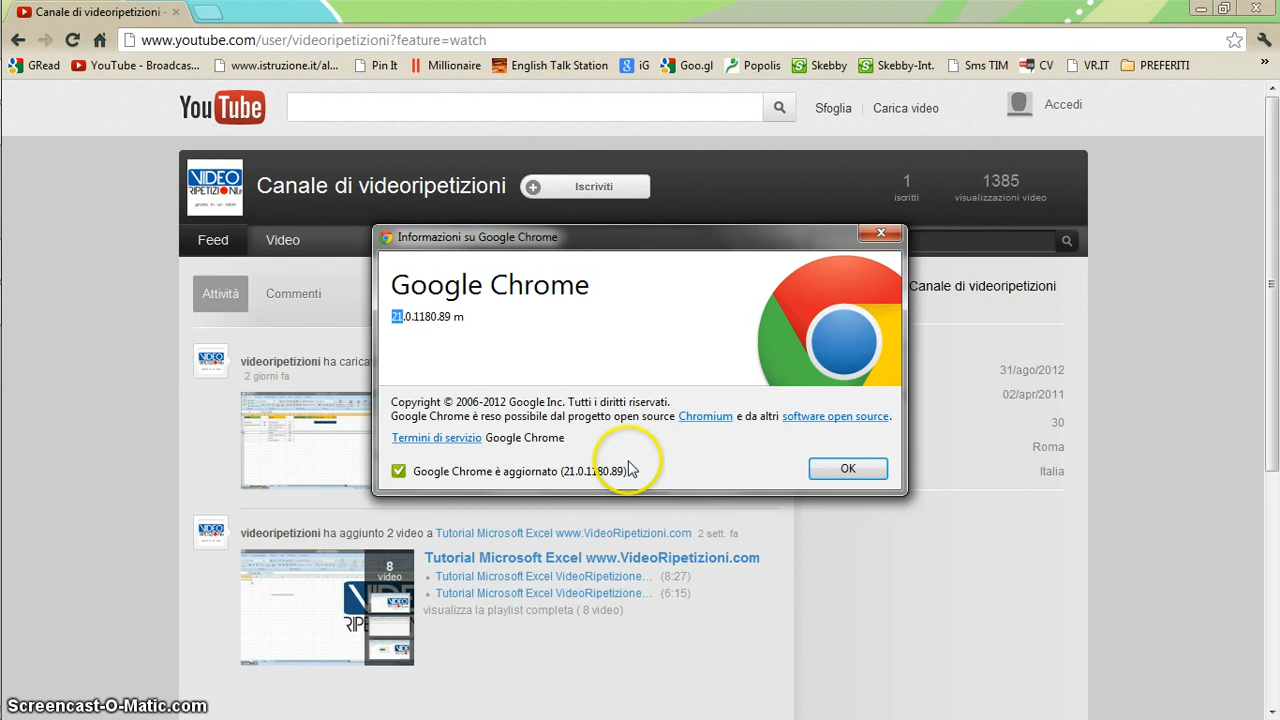 Canale di videoripetizioni -
www.youtube.com/user/videoripetizioni?feature=watch
GRead YouTube - Broadcas... www.istruzione.it/al... Pin It Millionaire English Talk Station iG Goo.gl Popolis Skebby Skebby-Int. Sms TIM CV VR.IT PREFERITI
YouTube Sfoglia Carica video Accedi
VIDEO
RIPETIZIONI.it
gratis in un click!
Canale di videoripetizioni Iscriviti
1 1385
iscritti visualizzazioni video
Feed Video
Informazioni su Google Chrome
Google Chrome
21.0.1180.89 m
Copyright © 2006-2012 Google Inc. Tutti i diritti riservati.
Google Chrome è reso possibile dal progetto open source Chromium e da altri software open source.
Termini di servizio Google Chrome
Google Chrome è aggiornato (21.0.1180.89)
OK
Attività Commenti
Canale di videoripetizioni
videoripetizioni ha carica
2 giorni fa
31/ago/2012
02/apr/2011
30
Roma
Italia
videoripetizioni ha aggiunto 2 video a Tutorial Microsoft Excel www.VideoRipetizioni.com 2 sett. fa
8
video
Tutorial Microsoft Excel www.VideoRipetizioni.com
Tutorial Microsoft Excel VideoRipetizione... (8:27)
Tutorial Microsoft Excel VideoRipetizione... (6:15)
visualizza la playlist completa ( 8 video)
Screencast-O-Matic.com